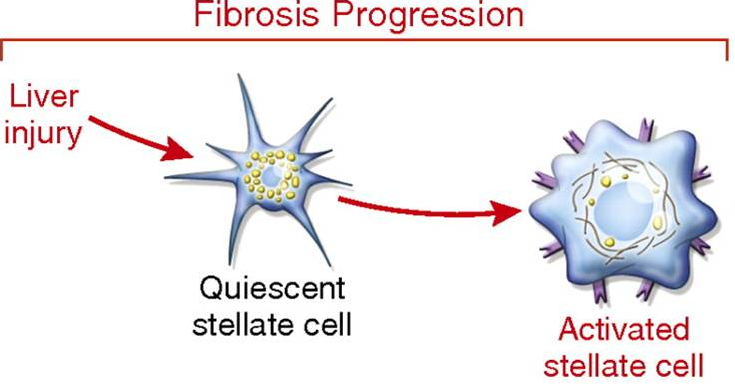 Fibrosis Progression
Liver
injury
Quiescent
stellate cell
Activated
stellate cell